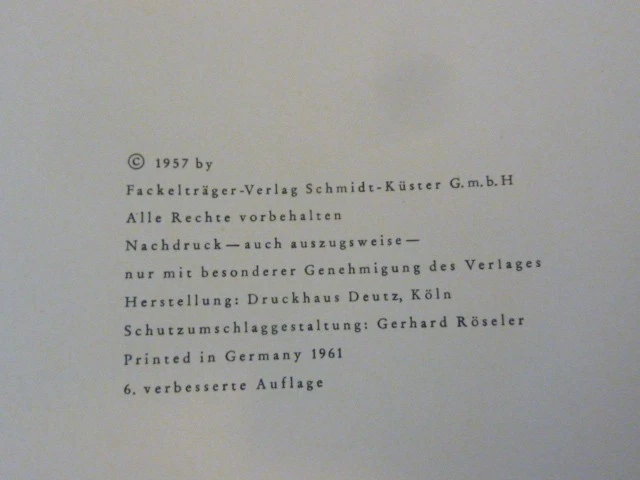 © 1957 by
Fackelträger-Verlag Schmidt-Küster G.m.b.H
Alle Rechte vorbehalten
Nachdruck — auch auszugsweise —
nur mit besonderer Genehmigung des Verlages
Herstellung: Druckhaus Deutz, Köln
Schutzumschlaggestaltung: Gerhard Röseler
Printed in Germany 1961
6. verbesserte Auflage